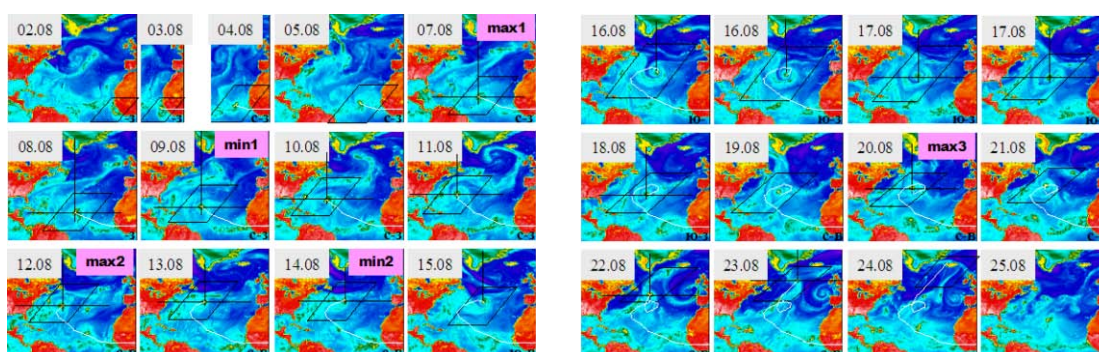 02.08 03.08 04.08 05.08 07.08 max1
С-З С-З
08.08 09.08 min1 10.08 11.08
С-З С-З С-З С-З
12.08 max2 13.08 14.08 min2 15.08
16.08 16.08 17.08 17.08
Ю-З
18.08 19.08 20.08 max3 21.08
Ю-З С-В С-В
22.08 23.08 24.08 25.08